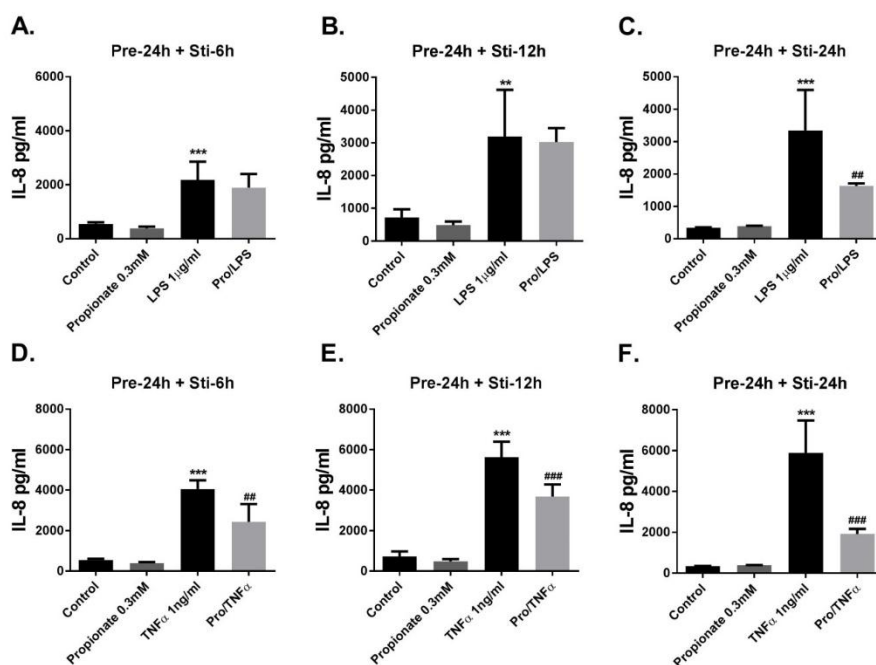 A.
Pre-24h + Sti-6h
IL-8 pg/ml
6000
4000
2000
0
***
Control
Propionate 0.3mM
LPS 1μg/ml
Pro/LPS
B.
Pre-24h + Sti-12h
IL-8 pg/ml
5000
4000
3000
2000
1000
0
**
Control
Propionate 0.3mM
LPS 1μg/ml
Pro/LPS
C.
Pre-24h + Sti-24h
IL-8 pg/ml
5000
4000
3000
2000
1000
0
***
##
Control
Propionate 0.3mM
LPS 1μg/ml
Pro/LPS
D.
Pre-24h + Sti-6h
IL-8 pg/ml
8000
6000
4000
2000
0
***
##
Control
Propionate 0.3mM
TNFα 1ng/ml
Pro/TNFα
E.
Pre-24h + Sti-12h
IL-8 pg/ml
8000
6000
4000
2000
0
***
###
Control
Propionate 0.3mM
TNFα 1ng/ml
Pro/TNFα
F.
Pre-24h + Sti-24h
IL-8 pg/ml
8000
6000
4000
2000
0
***
###
Control
Propionate 0.3mM
TNFα 1ng/ml
Pro/TNFα